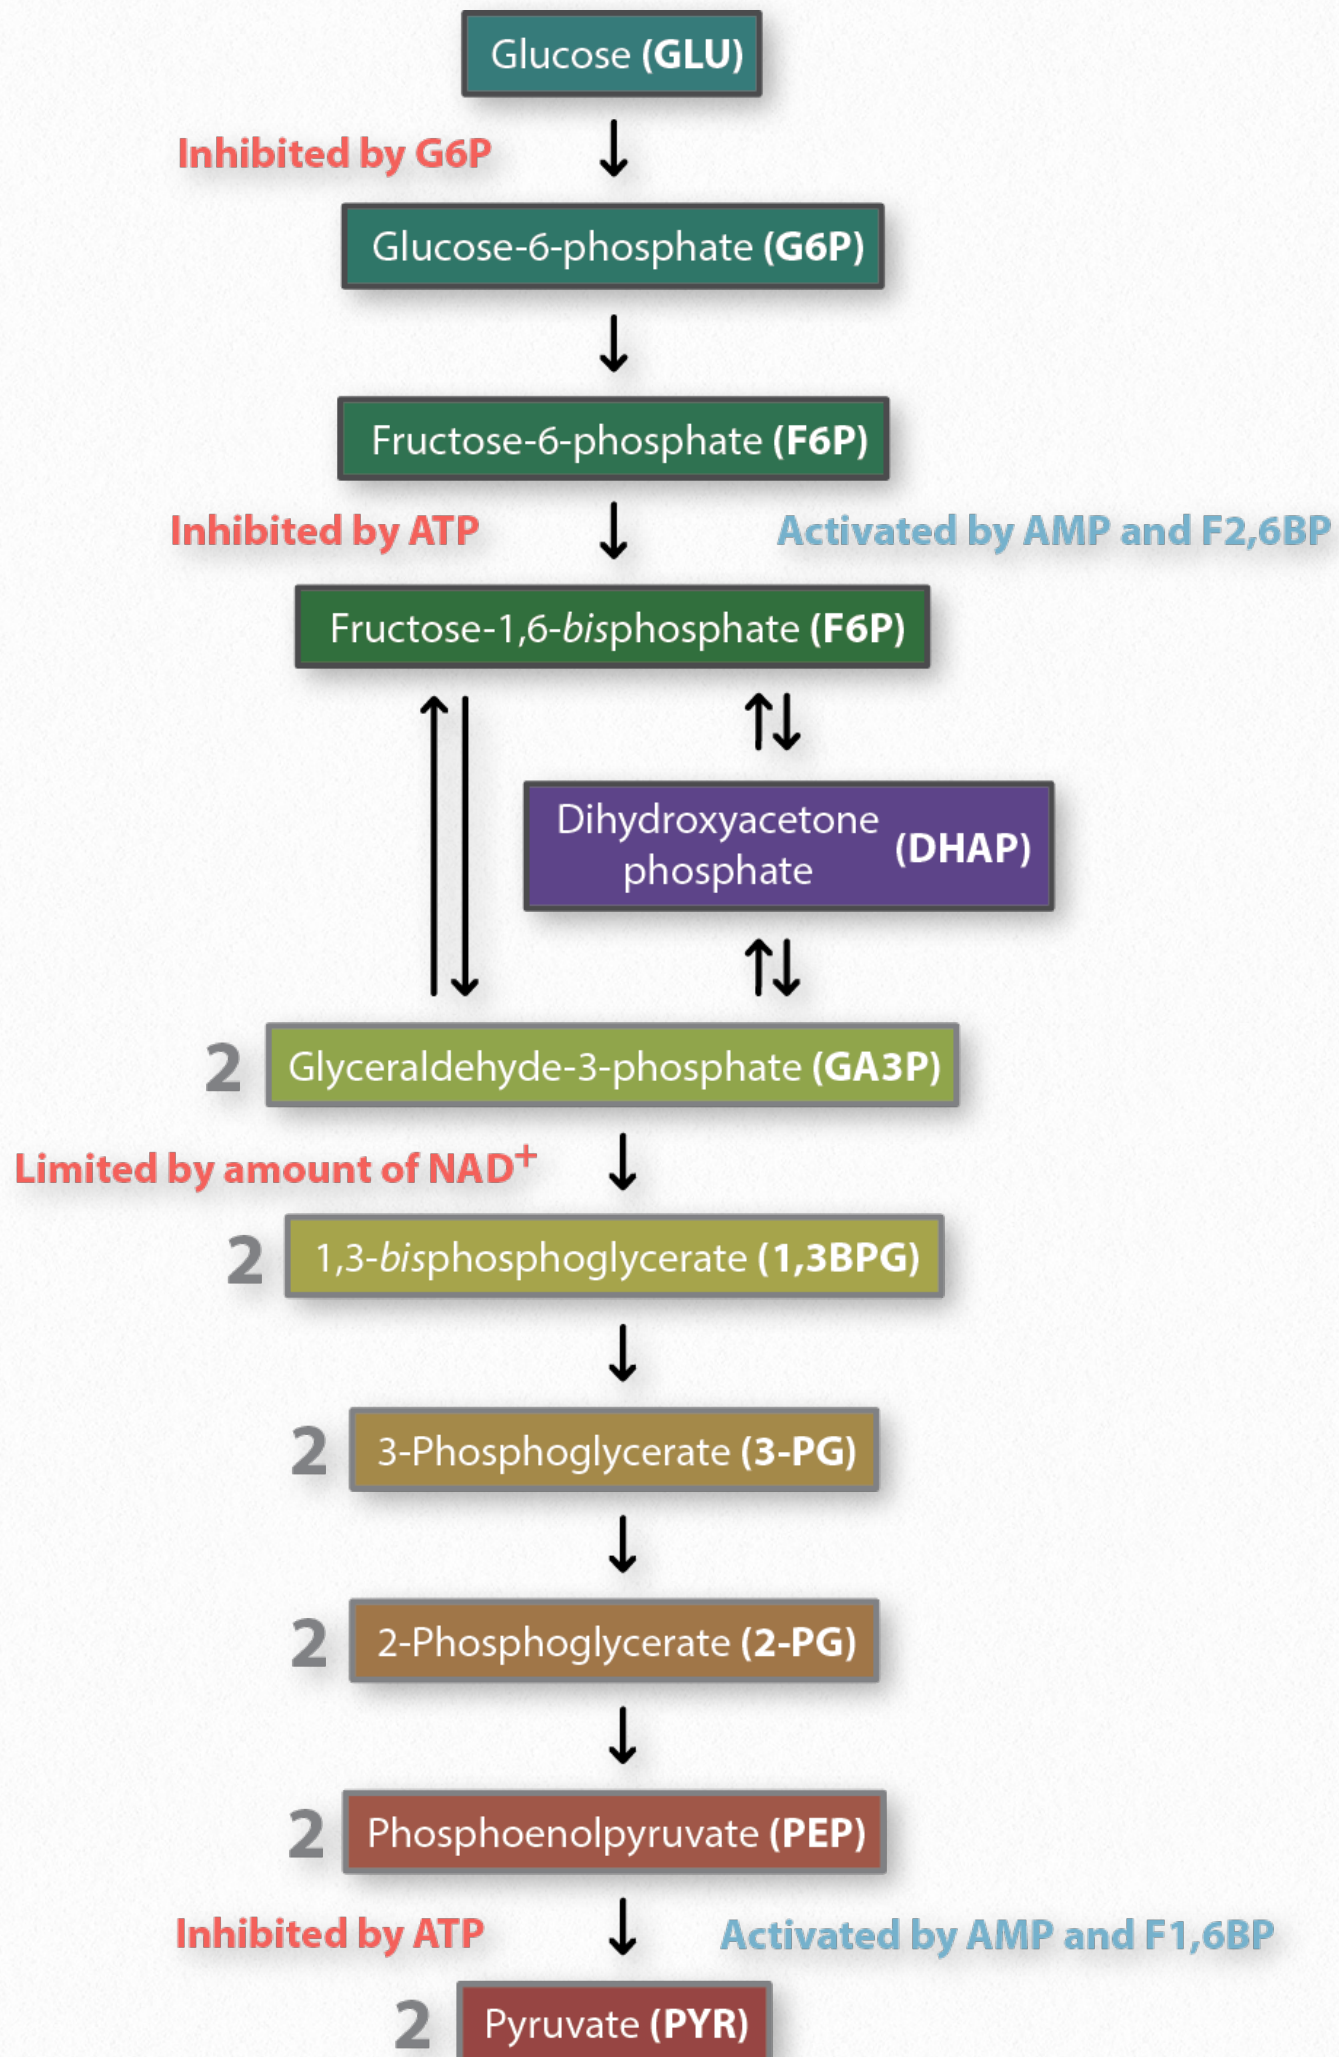 Glucose (GLU)
Inhibited by G6P
Glucose-6-phosphate (G6P)
Fructose-6-phosphate (F6P)
Inhibited by ATP
Activated by AMP and F2,6BP
Fructose-1,6-bisphosphate (F6P)
Dihydroxyacetone
phosphate
(DHAP)
2 Glyceraldehyde-3-phosphate (GA3P)
Limited by amount of NAD⁺
2 1,3-bisphosphoglycerate (1,3BPG)
2 3-Phosphoglycerate (3-PG)
2 2-Phosphoglycerate (2-PG)
2 Phosphoenolpyruvate (PEP)
Inhibited by ATP
Activated by AMP and F1,6BP
2 Pyruvate (PYR)